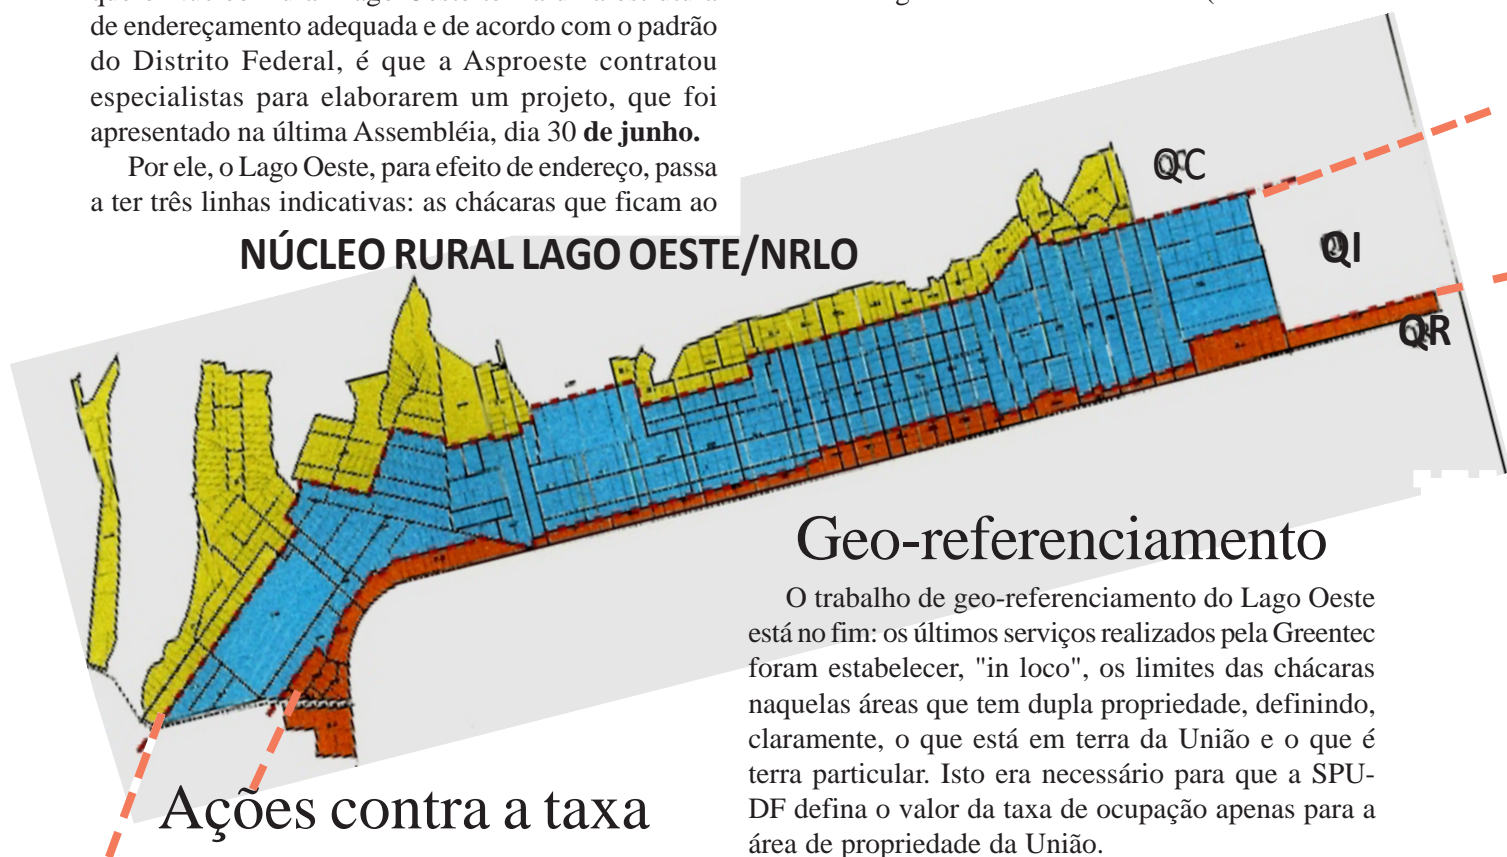 de endereçamento adequada e de acordo com o padrão
do Distrito Federal, é que a Asproeste contratou
especialistas para elaborarem um projeto, que foi
apresentado na última Assembléia, dia 30 de junho.
Por ele, o Lago Oeste, para efeito de endereço, passa
a ter três linhas indicativas: as chácaras que ficam ao
NÚCLEO RURAL LAGO OESTE/NRLO
QC
QI
QR
Geo-referenciamento
O trabalho de geo-referenciamento do Lago Oeste
está no fim: os últimos serviços realizados pela Greentec
foram estabelecer, "in loco", os limites das chácaras
naquelas áreas que tem dupla propriedade, definindo,
claramente, o que está em terra da União e o que é
terra particular. Isto era necessário para que a SPU-
DF defina o valor da taxa de ocupação apenas para a
área de propriedade da União.
Ações contra a taxa